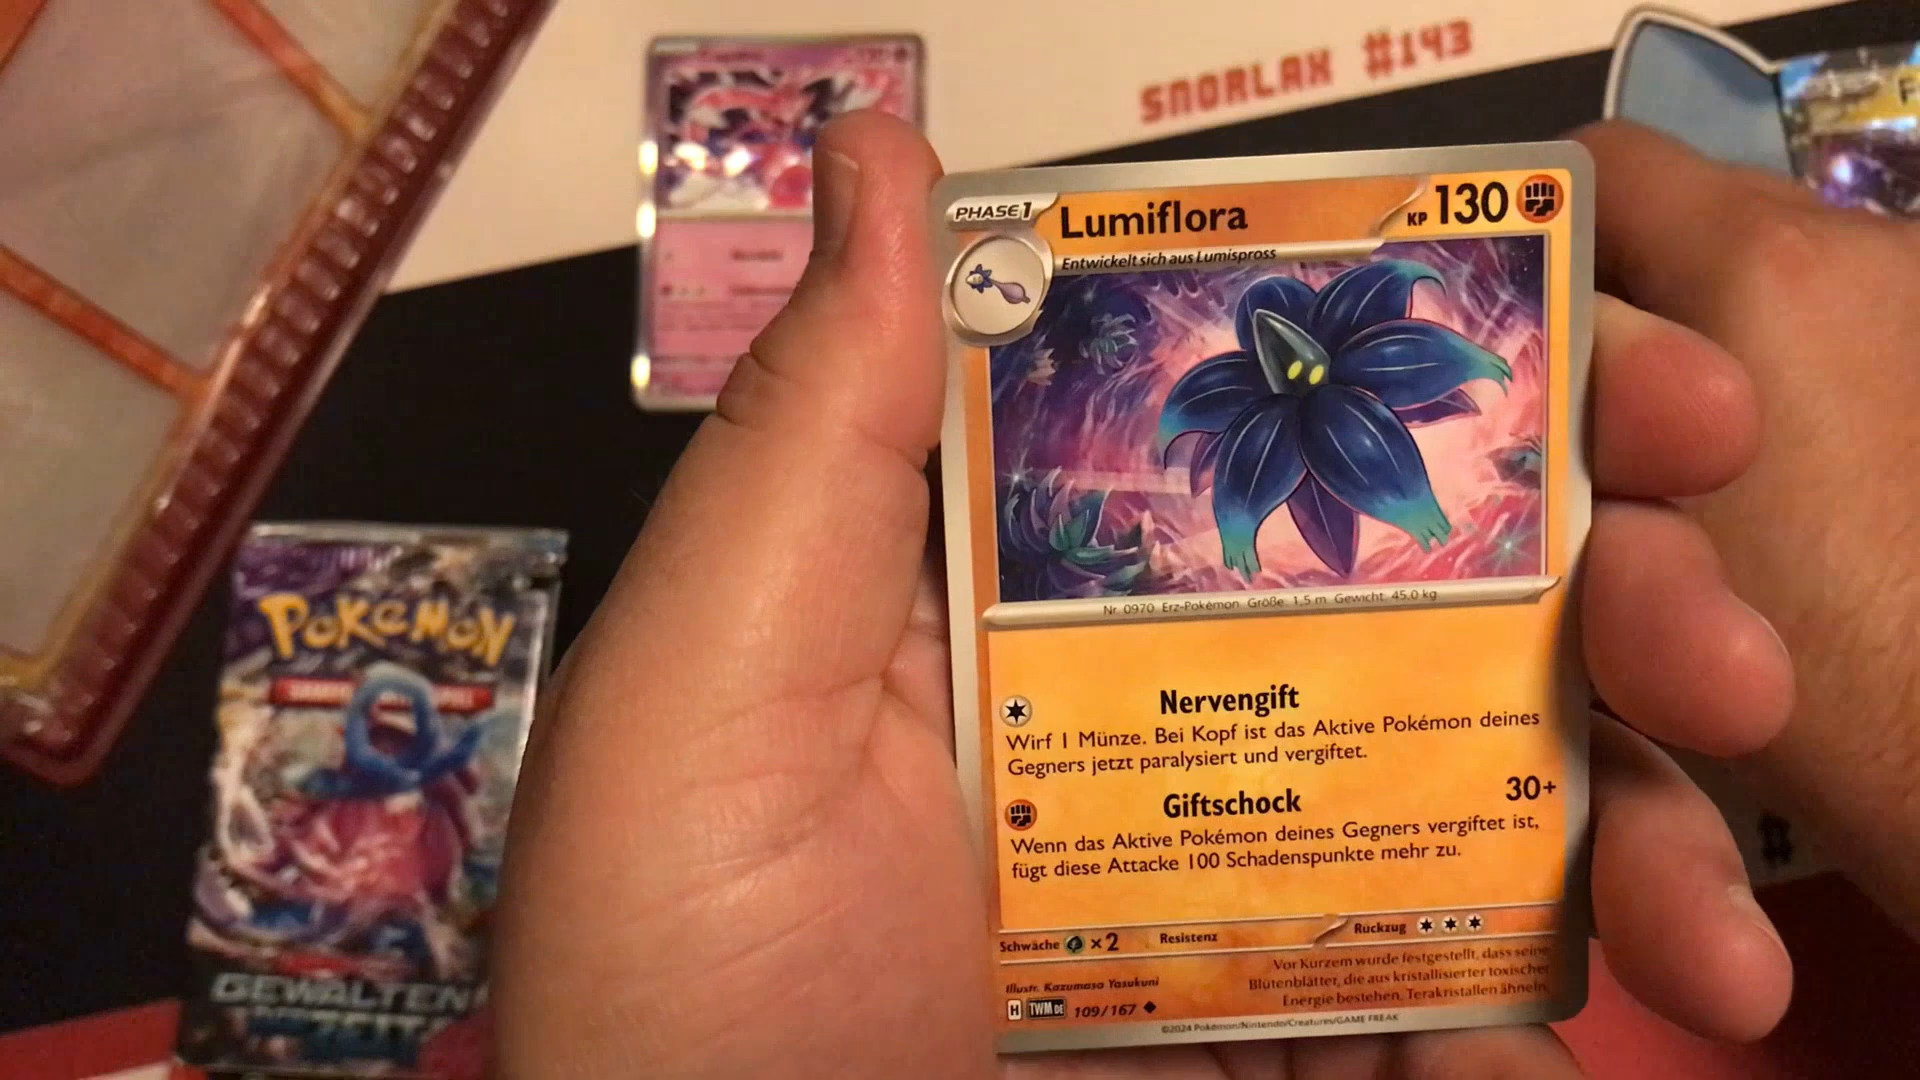 SNORLAX #143
PHASE 1
Lumiflora
KP 130
Entwickelt sich aus Lumispross
Nr. 0970 Erz-Pokémon Größe: 1,5 m Gewicht: 45,0 kg
Nervengift
Wirf 1 Münze. Bei Kopf ist das Aktive Pokémon deines
Gegners jetzt paralysiert und vergiftet.
Giftschock 30+
Wenn das Aktive Pokémon deines Gegners vergiftet ist,
fügt diese Attacke 100 Schadenspunkte mehr zu.
Schwäche ×2 Resistenz Rückzug
Vor Kurzem wurde festgestellt, dass seine
Blütenblätter, die aus kristallisierter toxischer
Energie bestehen, Terakristallen ähneln.
Illustr. Kazumasa Yasukuni
H TWM DE 109/167
©2024 Pokémon/Nintendo/Creatures/GAME FREAK
POKÉMON
GEWALTEN
ZEIT
#